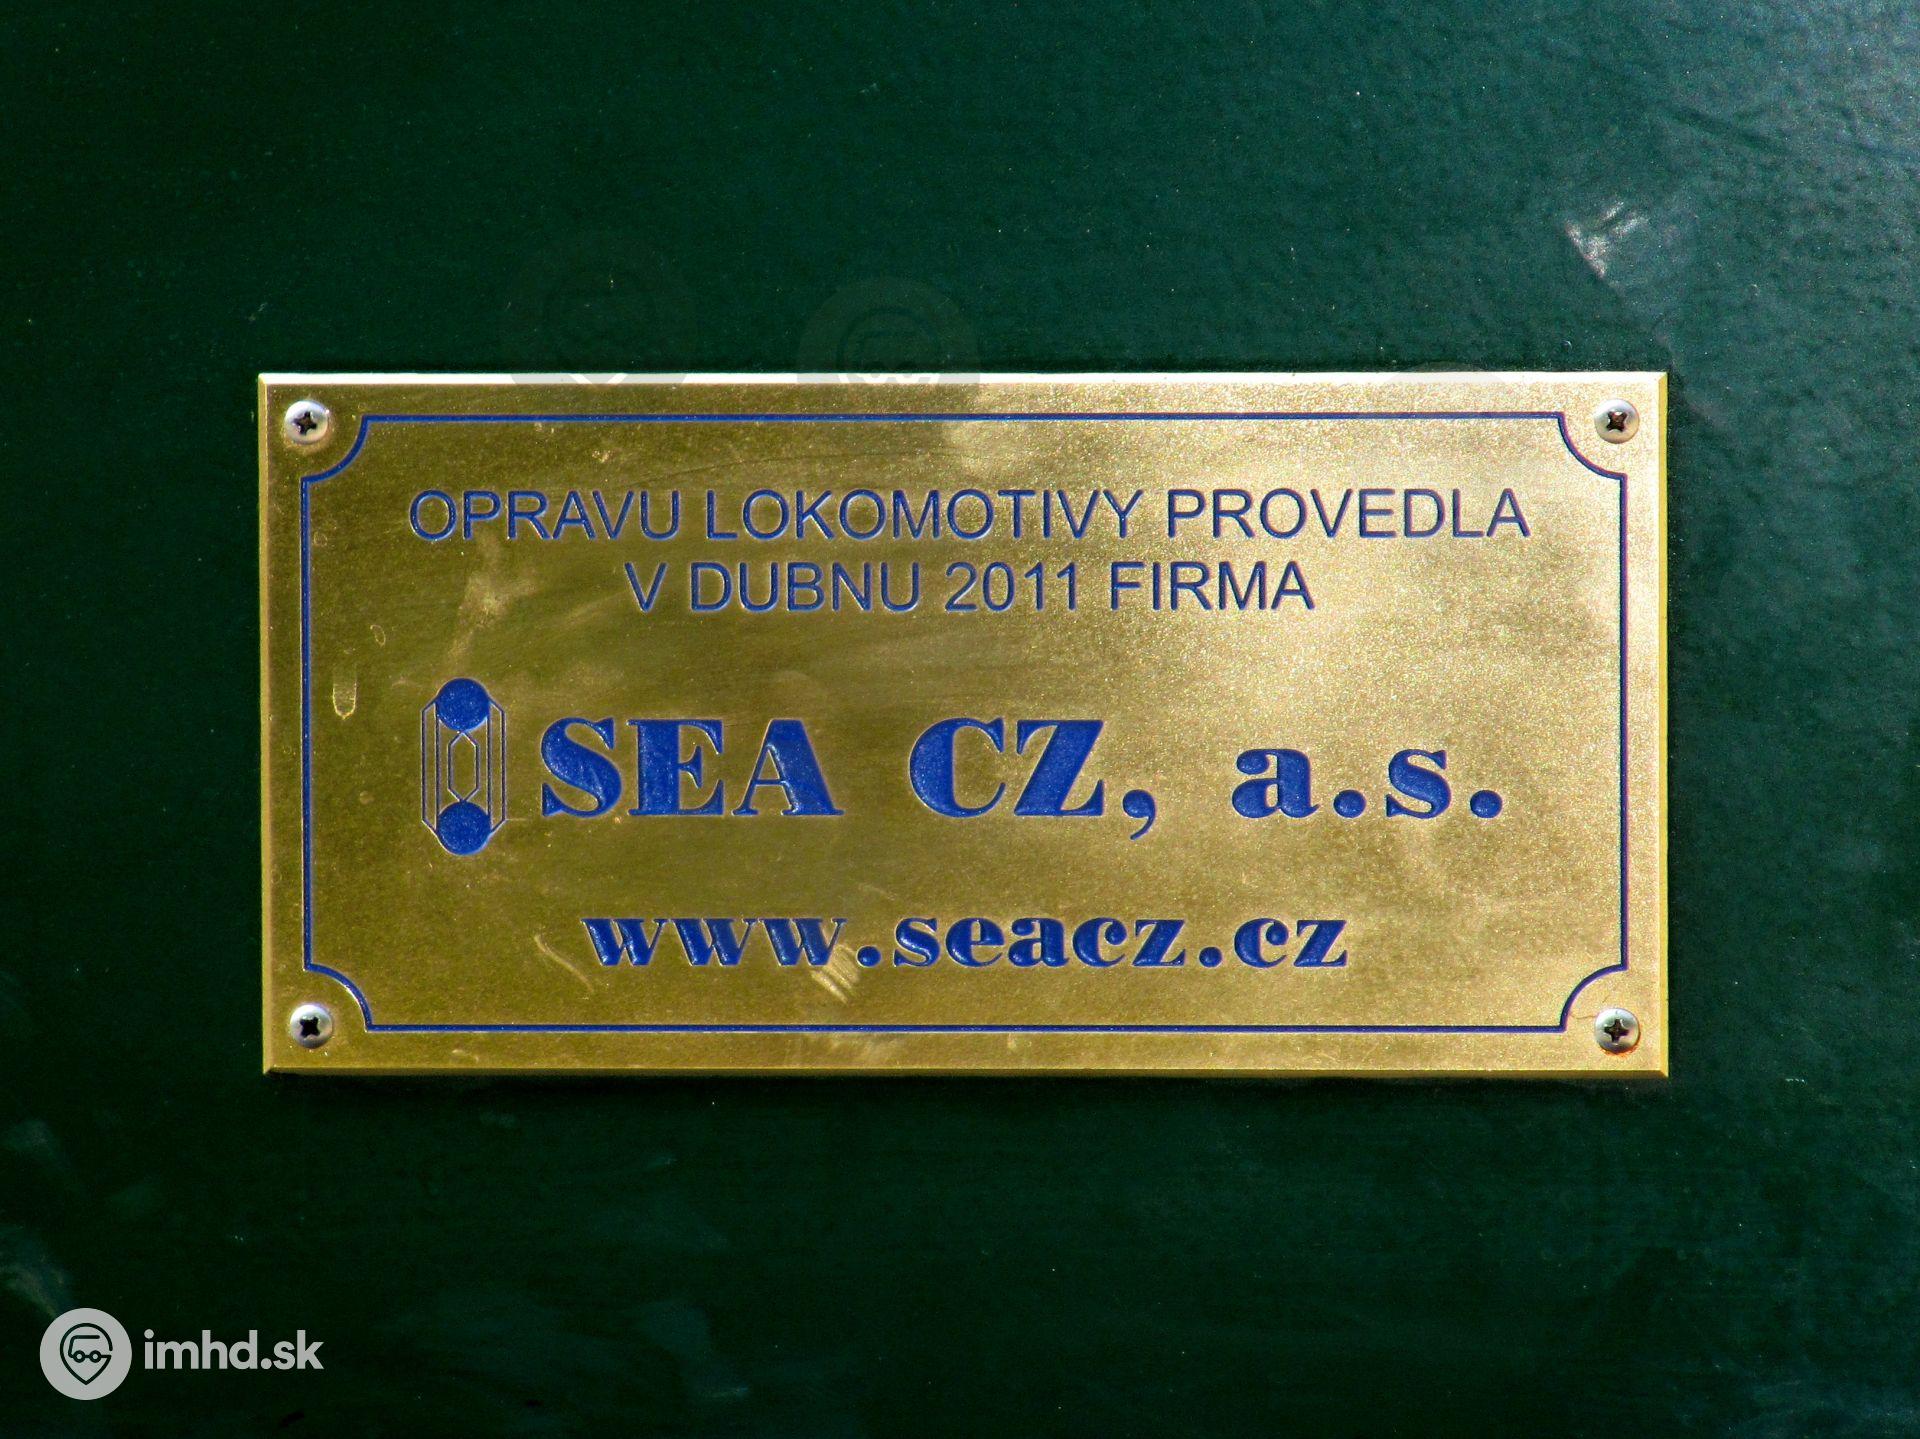 OPRAVU LOKOMOTIVY PROVEDLA
V DUBNU 2011 FIRMA
SEA CZ, a.s.
www.seacz.cz
imhd.sk